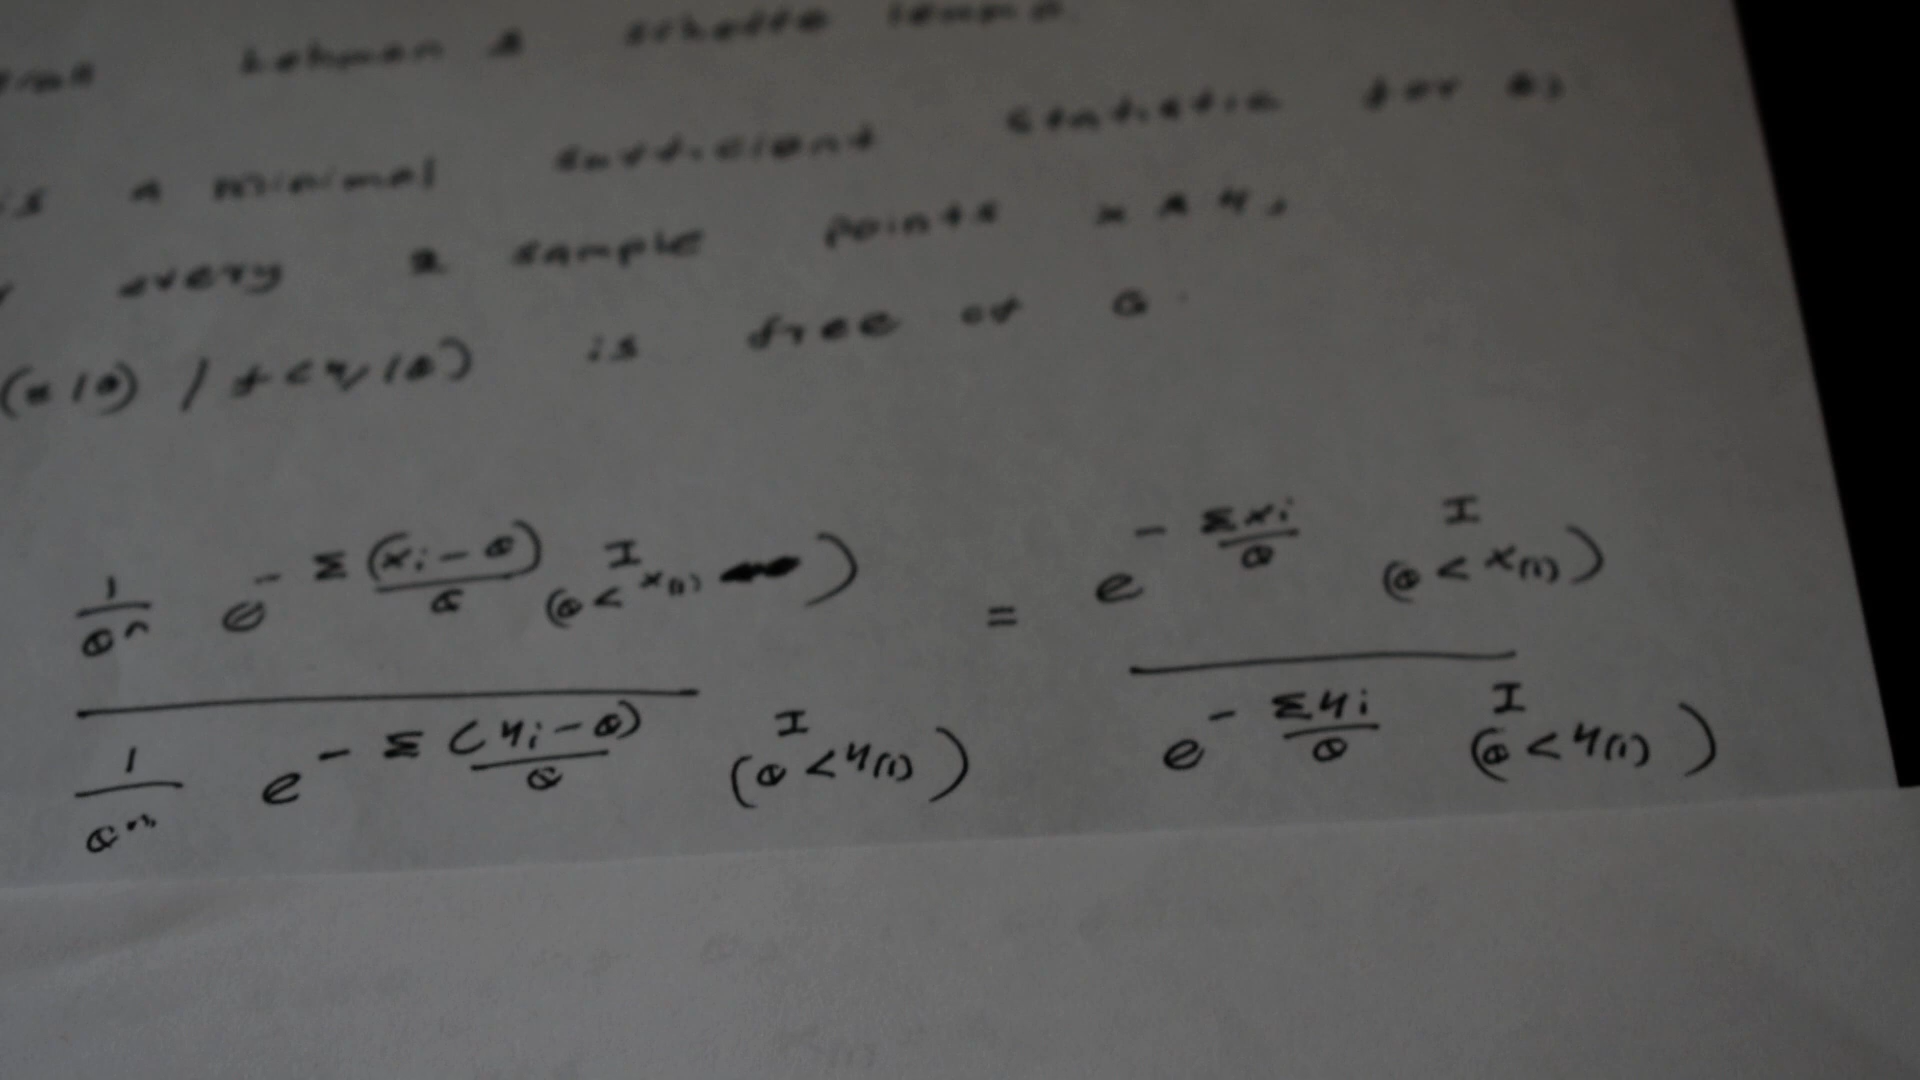 Lehman & scheffe lemma
is a minimal sufficient statistic for θ,
every 2 sample points x & y,
(x|θ) / f(y|θ) is free of θ.
1/θⁿ e^(-Σ(xi-θ)/θ) I(θ<x(1)) = e^(-Σxi/θ) I(θ<x(1))
1/θⁿ e^(-Σ(yi-θ)/θ) I(θ<y(1)) e^(-Σyi/θ) I(θ<y(1))